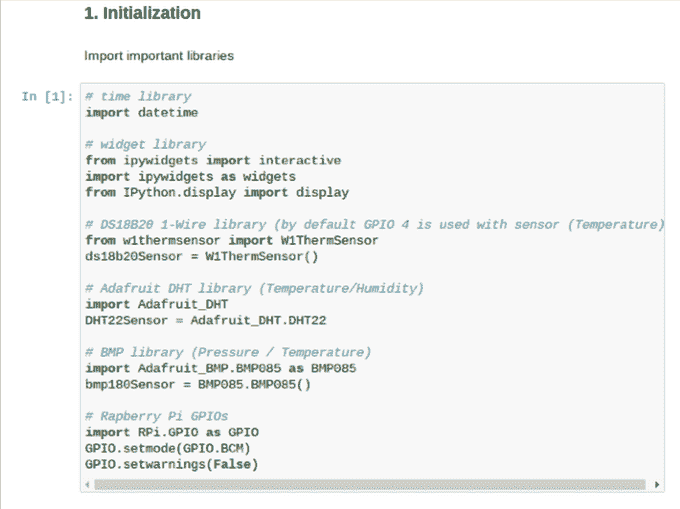 1. Initialization
Import important libraries
In [1]:
# time library
import datetime
# widget library
from ipywidgets import interactive
import ipywidgets as widgets
from IPython.display import display
# DS18B20 1-Wire library (by default GPIO 4 is used with sensor (Temperature)
from w1thermsensor import W1ThermSensor
ds18b20Sensor = W1ThermSensor()
# Adafruit DHT library (Temperature/Humidity)
import Adafruit_DHT
DHT22Sensor = Adafruit_DHT.DHT22
# BMP library (Pressure / Temperature)
import Adafruit_BMP.BMP085 as BMP085
bmp180Sensor = BMP085.BMP085()
# Rapberry Pi GPIOs
import RPi.GPIO as GPIO
GPIO.setmode(GPIO.BCM)
GPIO.setwarnings(False)